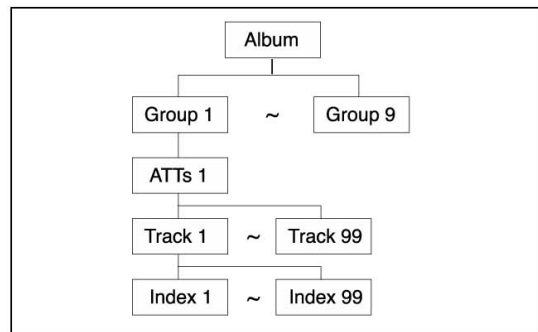 Album
Group 1 ~ Group 9
ATTs 1
Track 1 ~ Track 99
Index 1 ~ Index 99